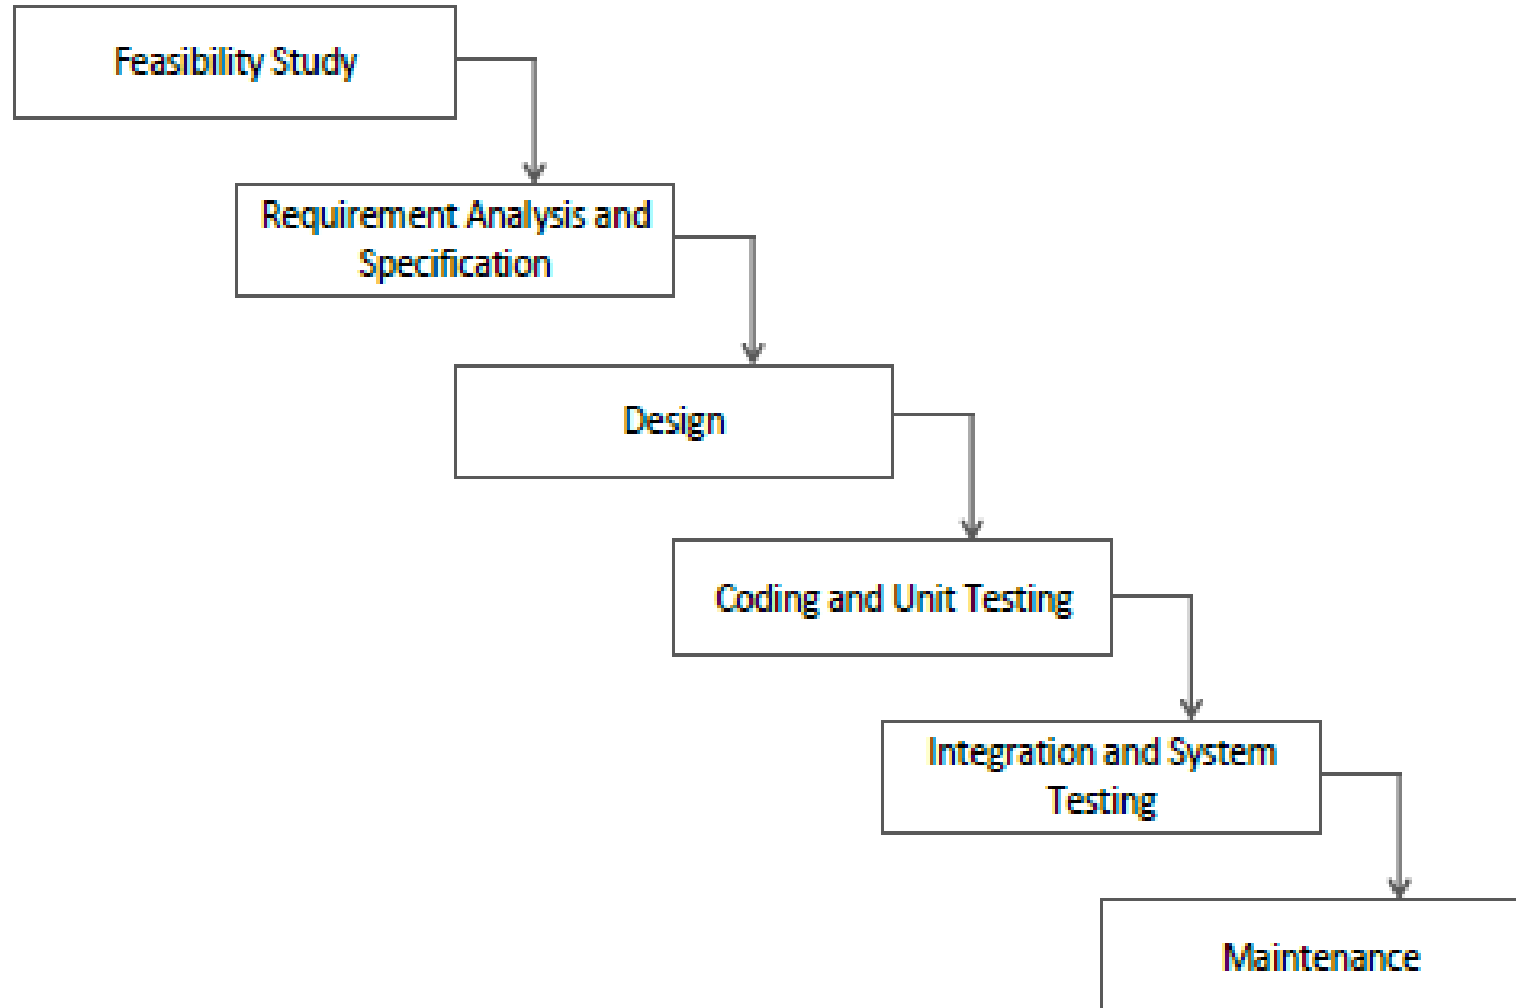 Feasibility Study
Requirement Analysis and
Specification
Design
Coding and Unit Testing
Integration and System
Testing
Maintenance